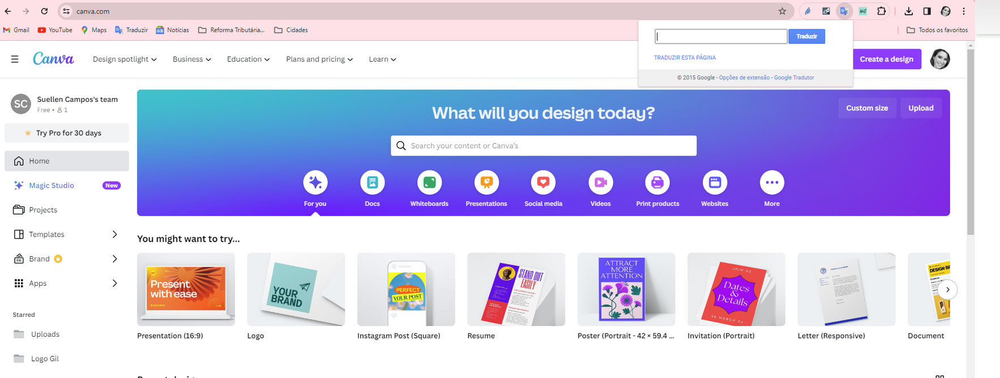 canva.com
Gmail YouTube Maps Traduzir Notícias Reforma Tributária... Cidades Todos os favoritos
Traduzir
TRADUZIR ESTA PÁGINA
© 2015 Google - Opções de extensão - Google Tradutor
Canva Design spotlight Business Education Plans and pricing Learn Create a design
SC Suellen Campos's team
Free • 1
Try Pro for 30 days
Home
Magic Studio New
Projects
Templates
Brand
Apps
Starred
Uploads
Logo Gil
What will you design today?
Custom size Upload
Search your content or Canva's
For you Docs Whiteboards Presentations Social media Videos Print products Websites More
You might want to try...
Present
with ease
YOUR
BRAND
PERFECT
YOUR POST
STAND OUT
EASILY
ATTRACT
MORE
ATTENTION
JOIN US
Dates
&
Details
DESIGN
Presentation (16:9) Logo Instagram Post (Square) Resume Poster (Portrait - 42 × 59.4 ... Invitation (Portrait) Letter (Responsive) Document